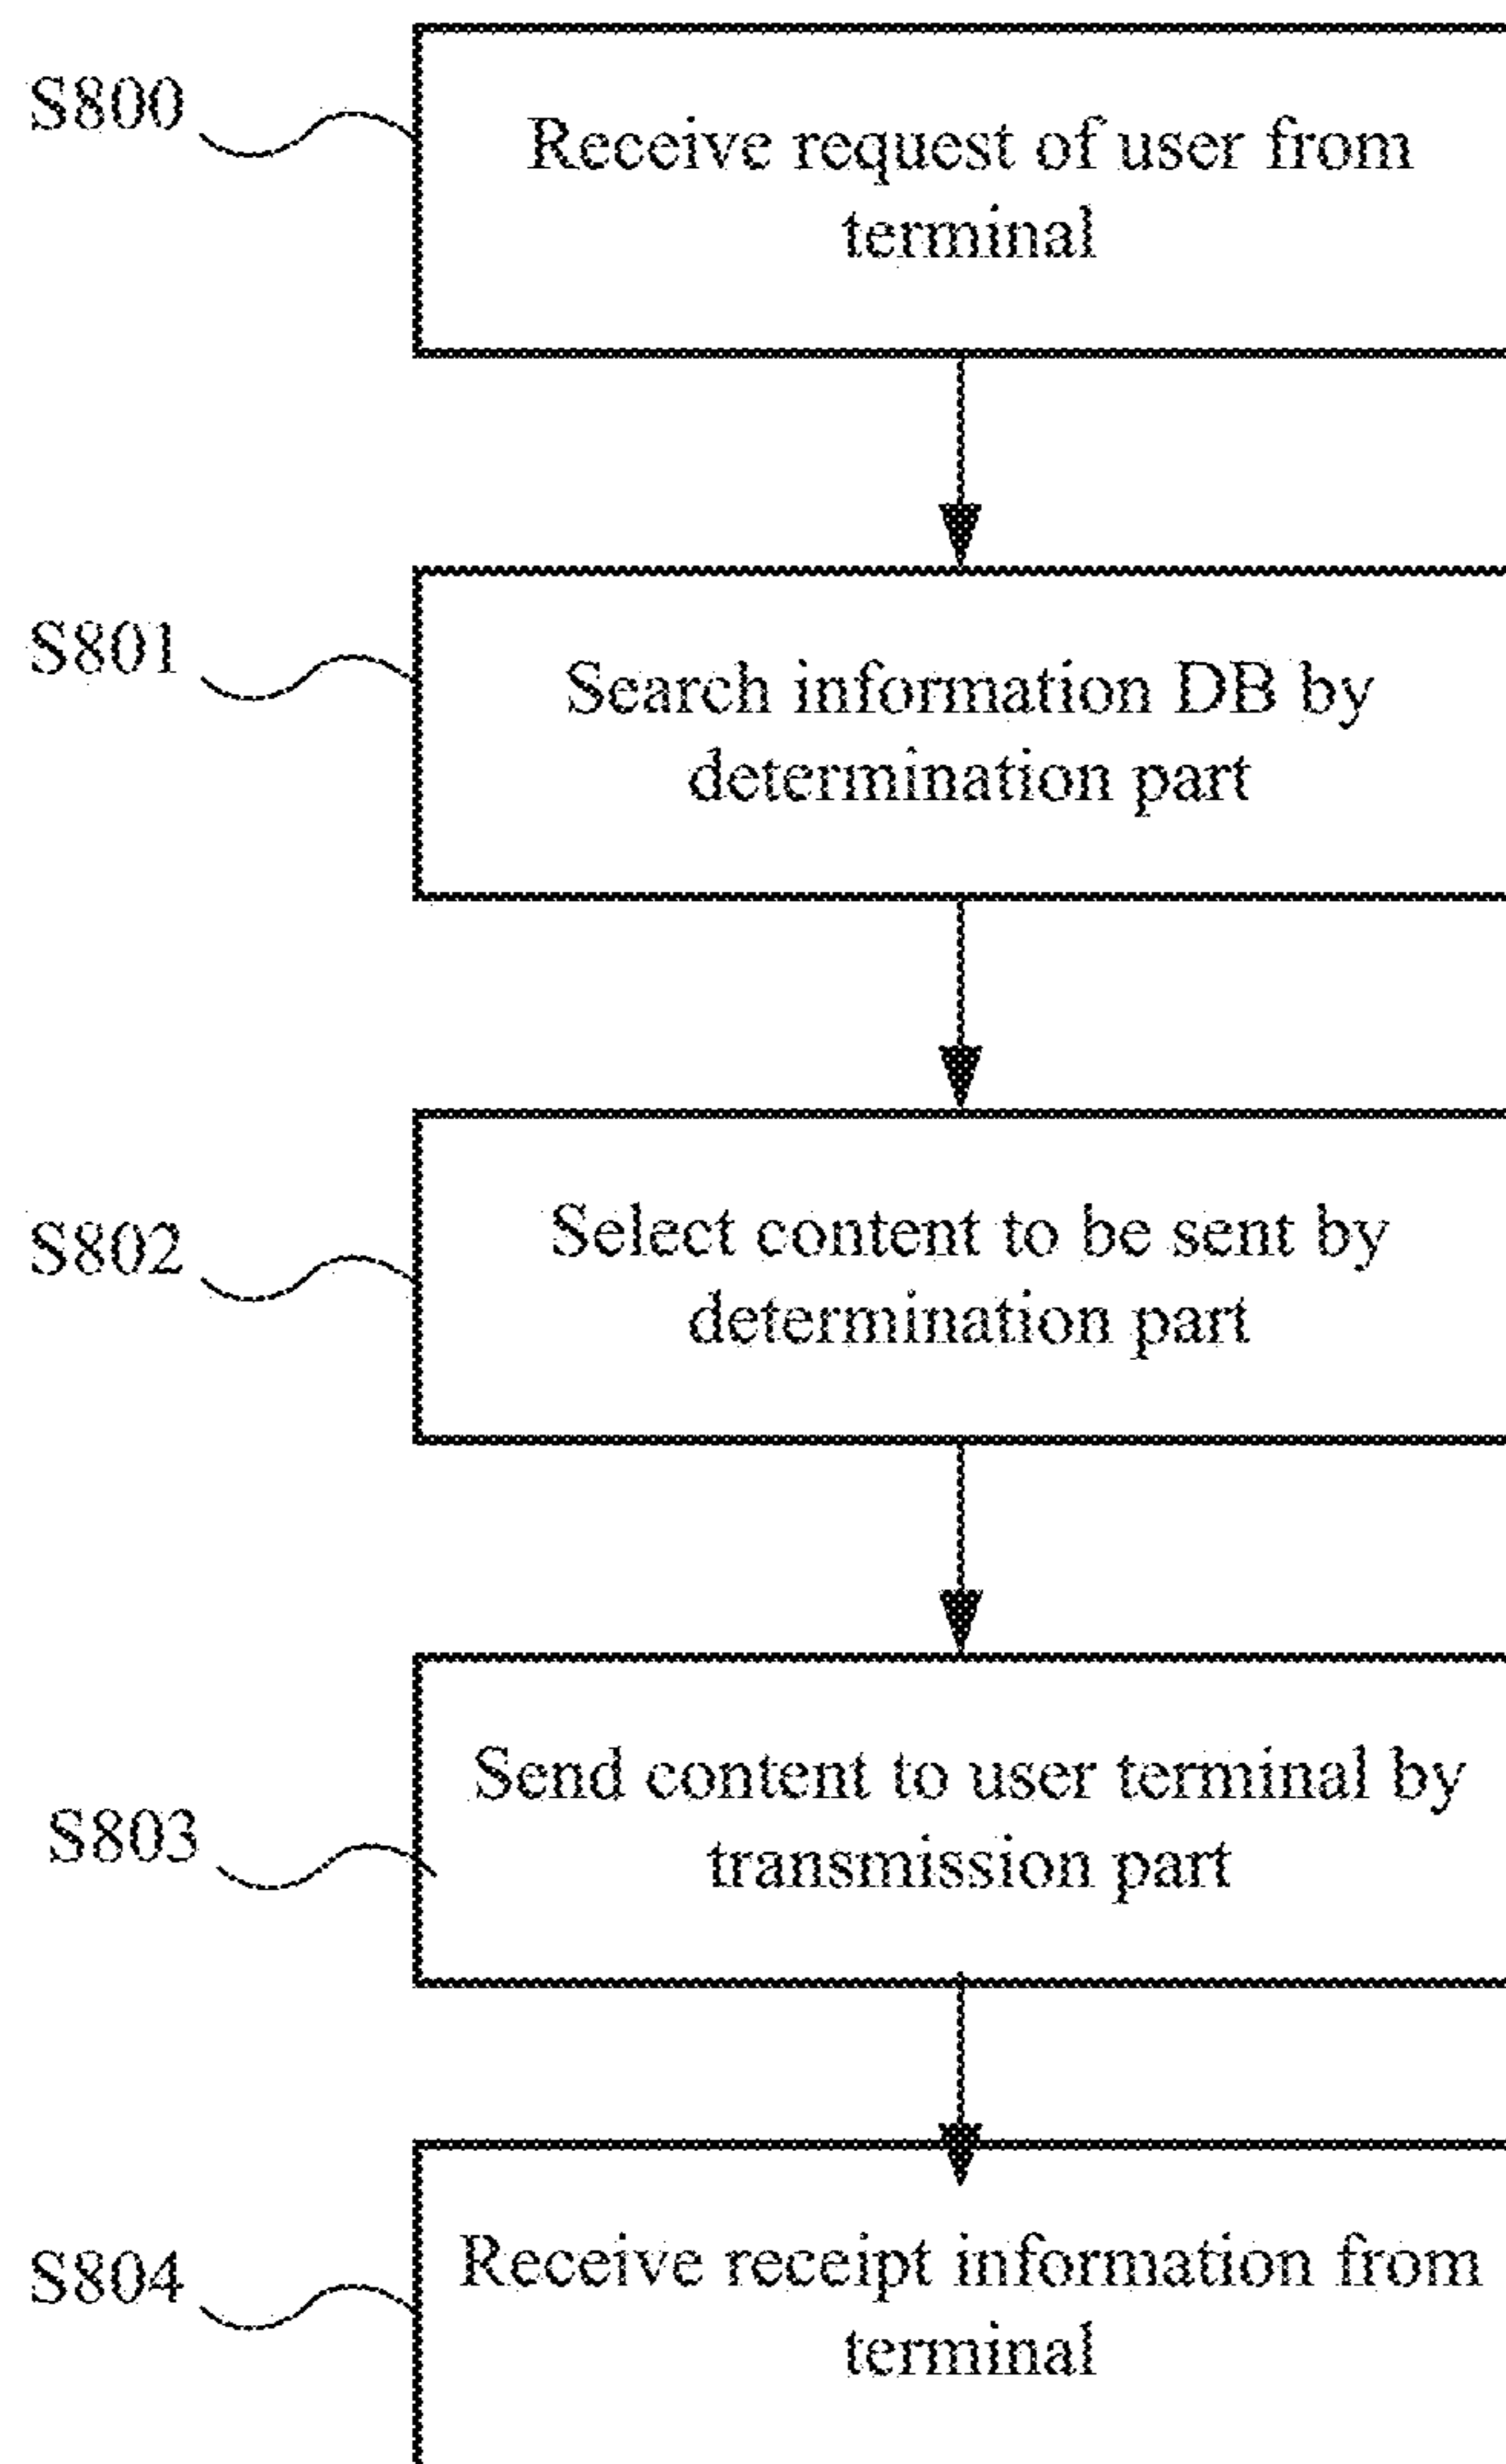 S800
Receive request of user from
terminal
S801
Search information DB by
determination part
S802
Select content to be sent by
determination part
S803
Send content to user terminal by
transmission part
S804
Receive receipt information from
terminal